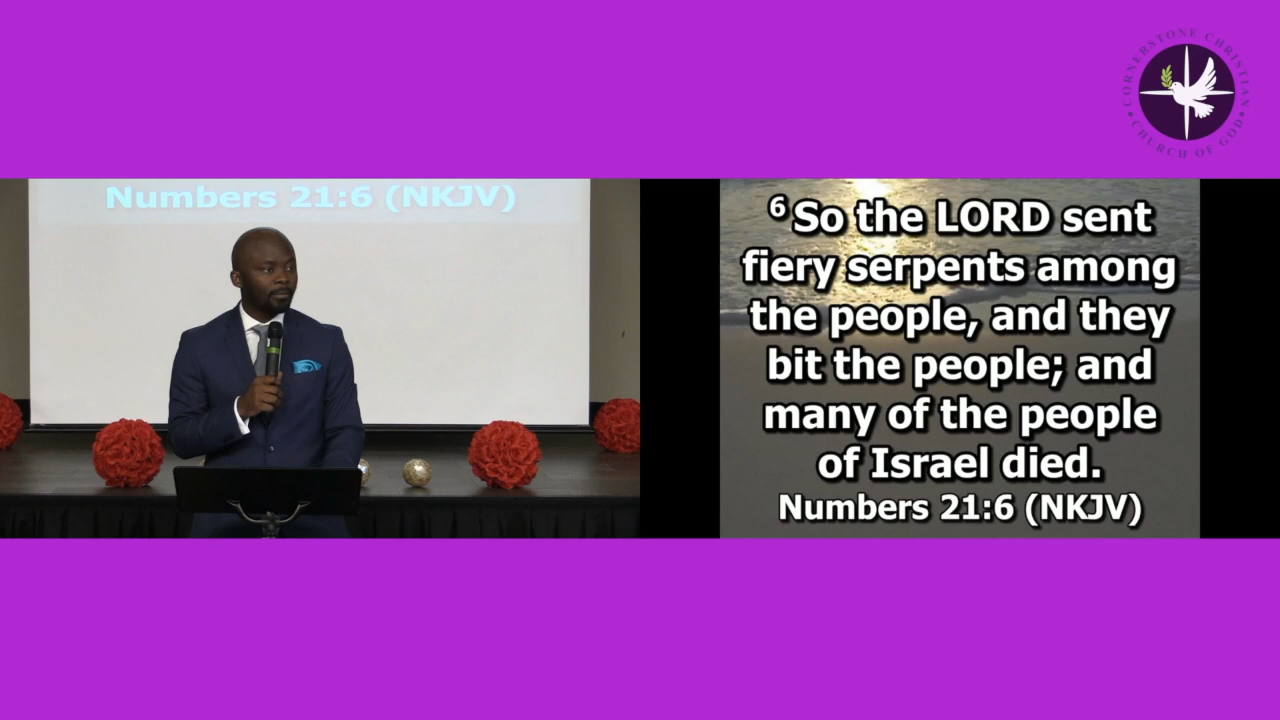 CORNERSTONE CHRISTIAN
• CHURCH OF GOD •
Numbers 21:6 (NKJV)
6 So the LORD sent
fiery serpents among
the people, and they
bit the people; and
many of the people
of Israel died.
Numbers 21:6 (NKJV)